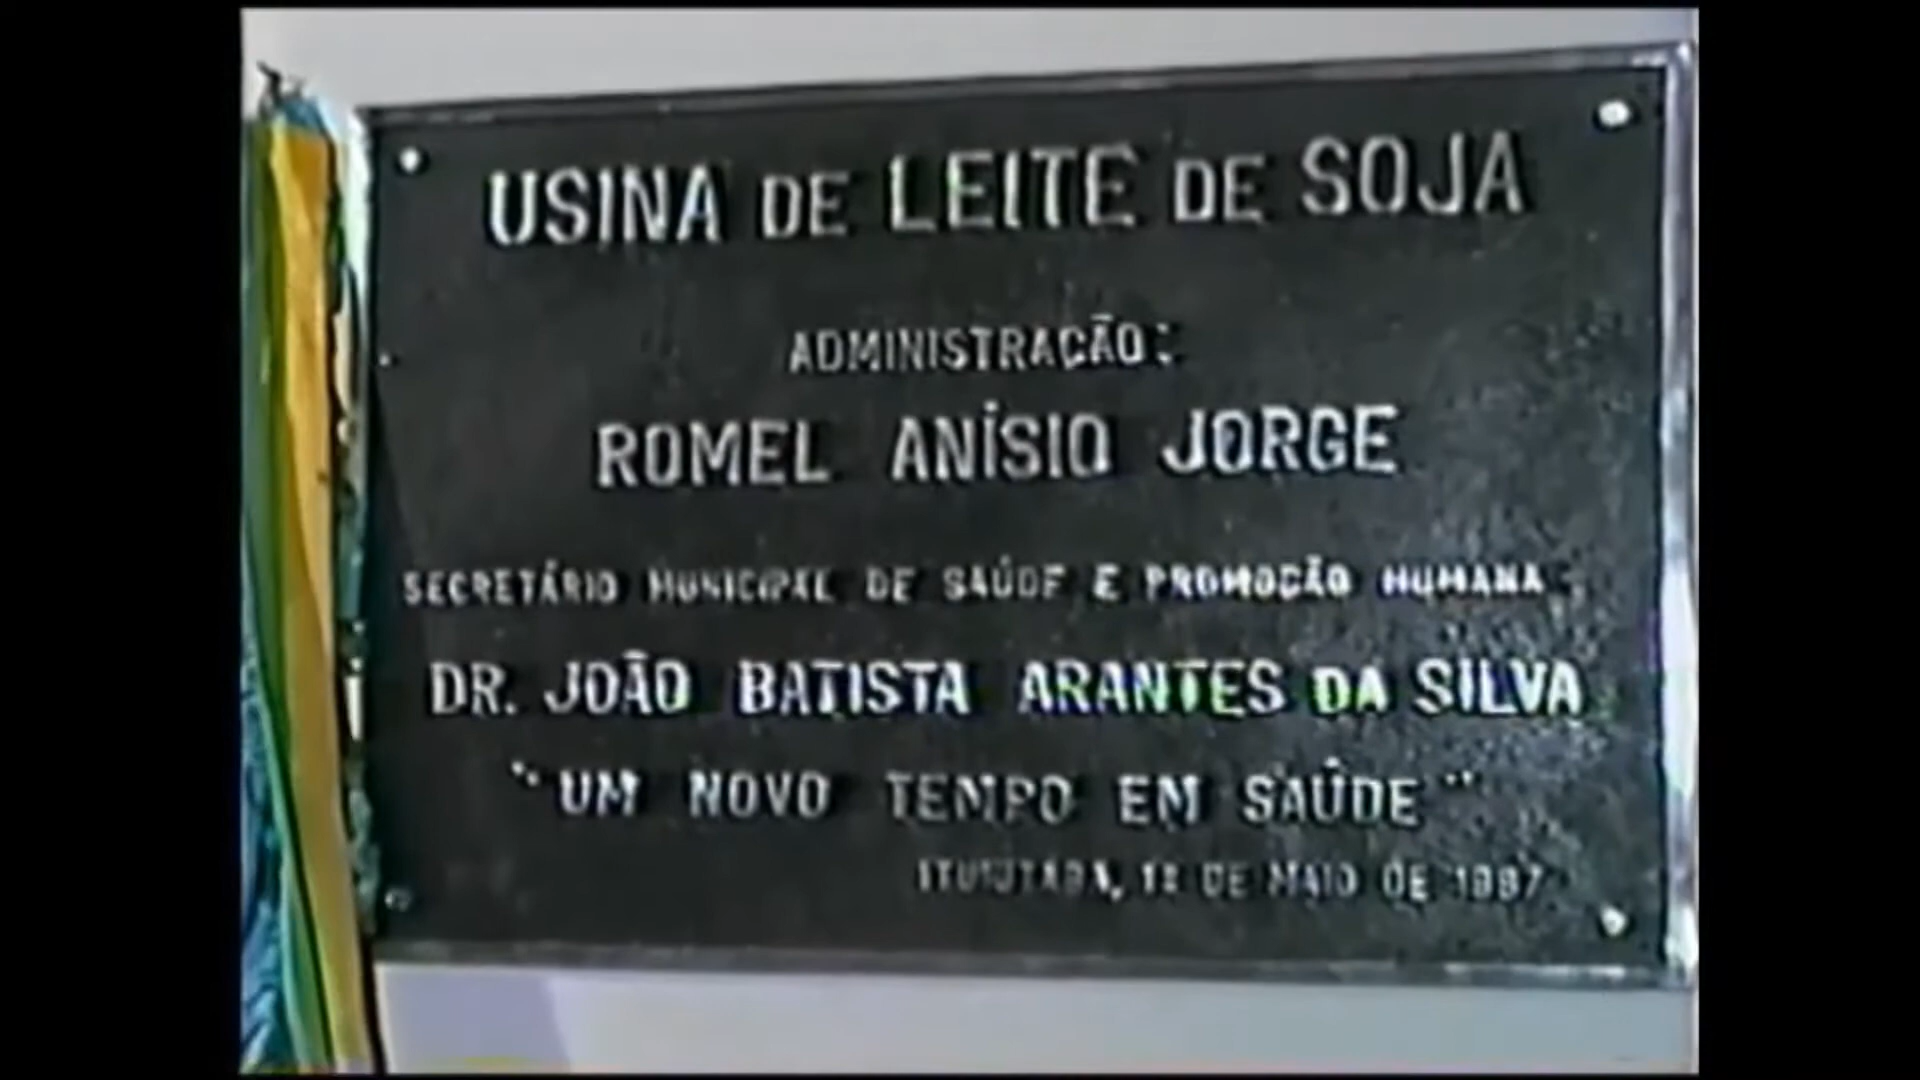 USINA DE LEITE DE SOJA
ADMINISTRAÇÃO:
ROMEL ANÍSIO JORGE
SECRETÁRIO MUNICIPAL DE SAÚDE E PROMOÇÃO HUMANA:
DR. JOÃO BATISTA ARANTES DA SILVA
"UM NOVO TEMPO EM SAÚDE"
ITUIUTABA, DE MAIO DE 1987